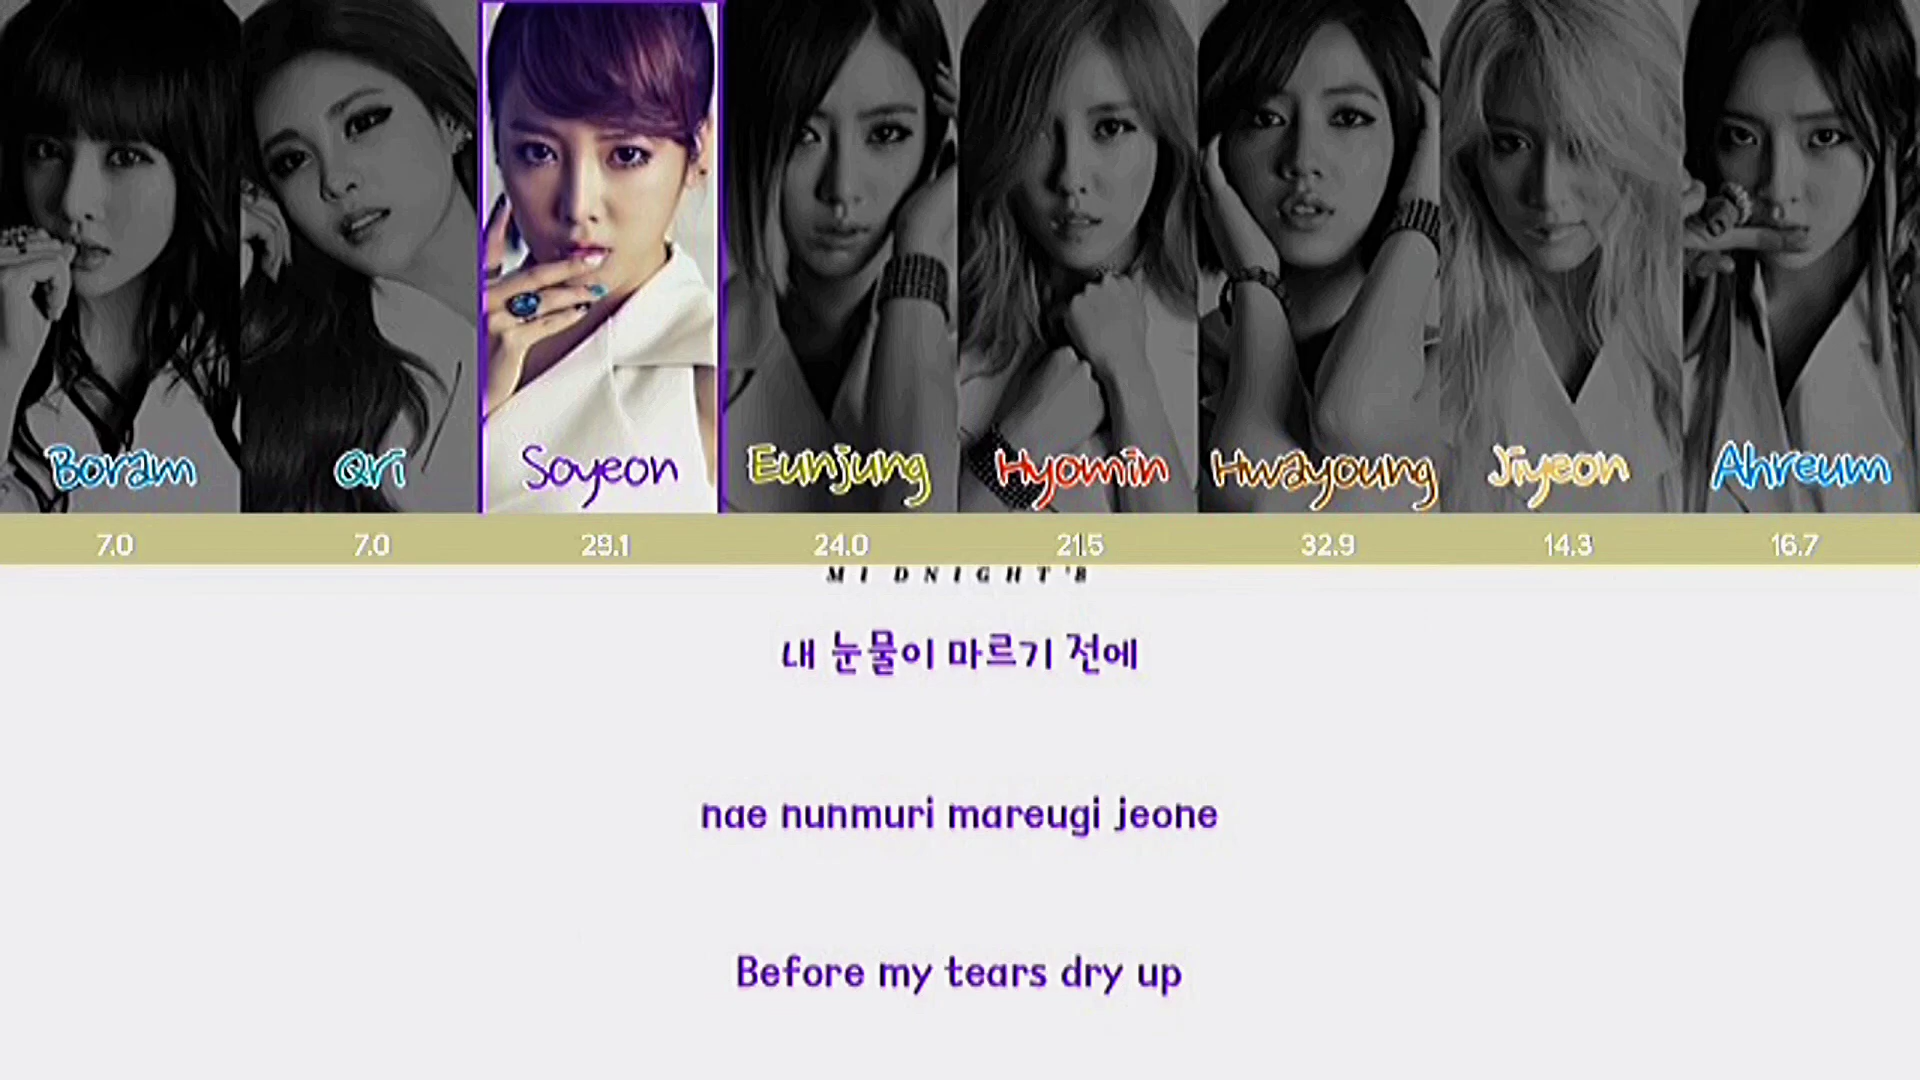 Boram Qri Soyeon Eunjung Hyomin Hwayoung Jiyeon Ahreum
7.0 7.0 29.1 24.0 21.5 32.9 14.3 16.7
MIDNIGHT'B
내 눈물이 마르기 전에
nae nunmuri mareugi jeone
Before my tears dry up